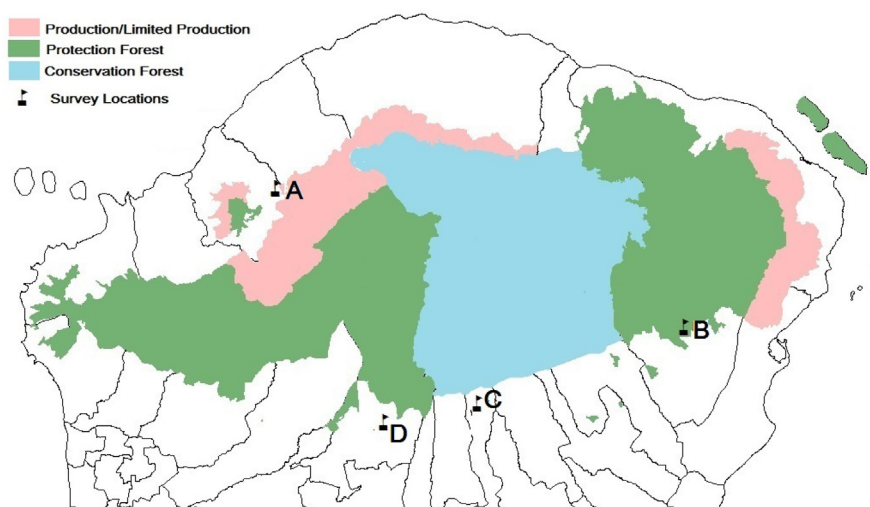 Production/Limited Production
Protection Forest
Conservation Forest
Survey Locations
A
B
C
D